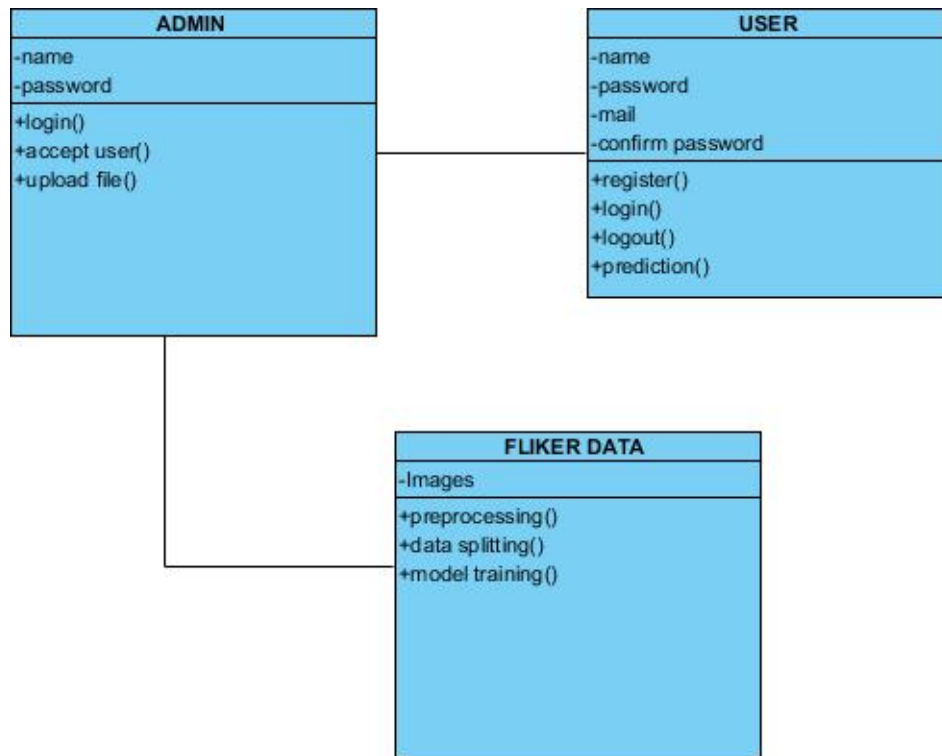 ADMIN
-name
-password
+login()
+accept user()
+upload file()
USER
-name
-password
-mail
-confirm password
+register()
+login()
+logout()
+prediction()
FLIKER DATA
-Images
+preprocessing()
+data splitting()
+model training()